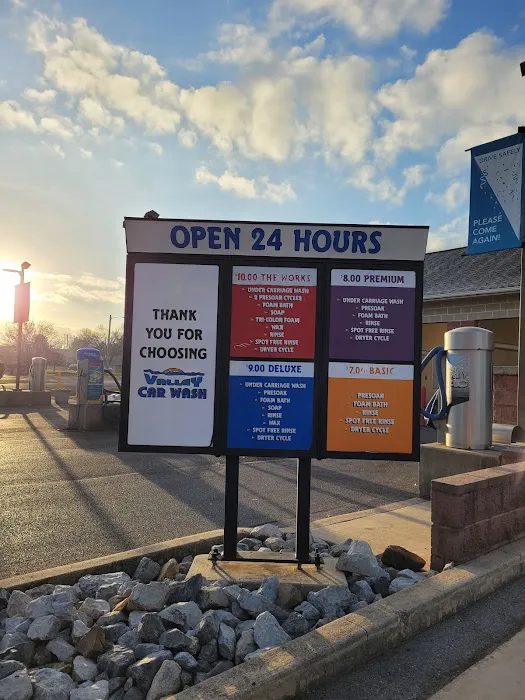 OPEN 24 HOURS
THANK
YOU FOR
CHOOSING
VALLEY
CAR WASH
$10.00 THE WORKS
- UNDER CARRIAGE WASH
- 2 PRESOAK CYCLES
- FOAM BATH
- SOAP
- TRI-COLOR FOAM
- WAX
- RINSE
- SPOT FREE RINSE
- DRYER CYCLE
$8.00 PREMIUM
- UNDER CARRIAGE WASH
- PRESOAK
- FOAM BATH
- RINSE
- SPOT FREE RINSE
- DRYER CYCLE
$9.00 DELUXE
- UNDER CARRIAGE WASH
- PRESOAK
- FOAM BATH
- SOAP
- RINSE
- WAX
- SPOT FREE RINSE
- DRYER CYCLE
$7.00 BASIC
- PRESOAK
- FOAM BATH
- RINSE
- SPOT FREE RINSE
- DRYER CYCLE
DRIVE SAFELY
PLEASE
COME
AGAIN!